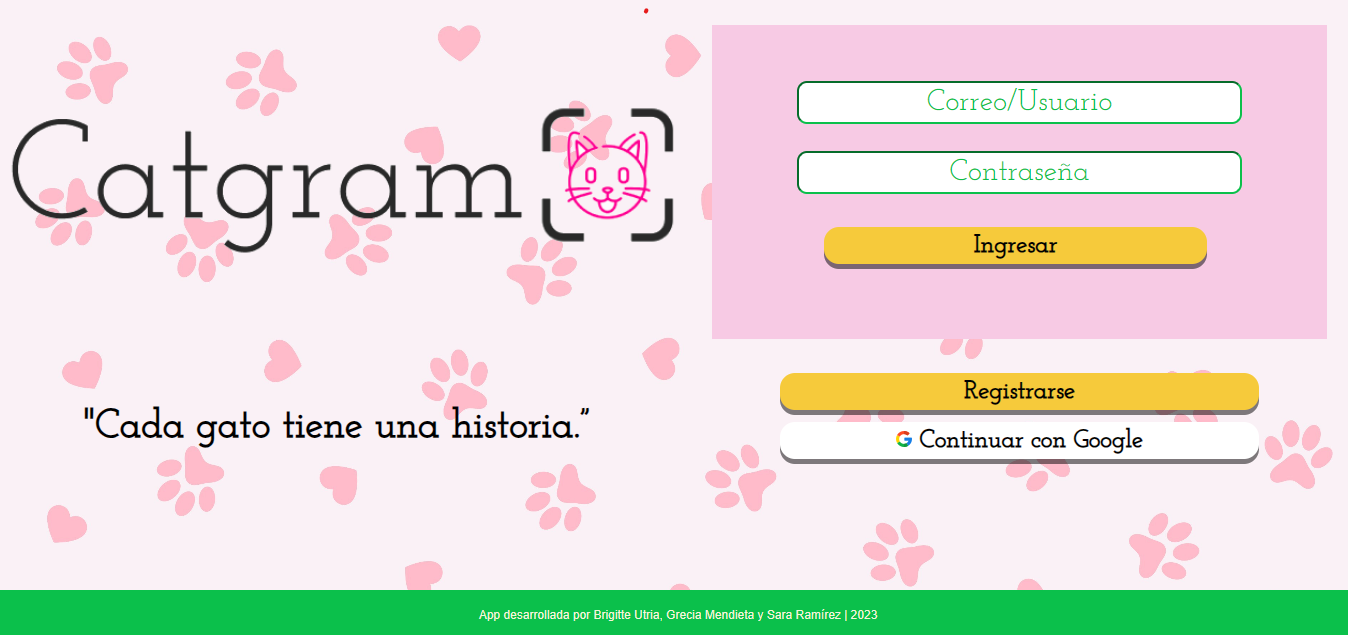 Catgram
"Cada gato tiene una historia.”
Correo/Usuario
Contraseña
Ingresar
Registrarse
Continuar con Google
App desarrollada por Brigitte Utria, Grecia Mendieta y Sara Ramírez | 2023